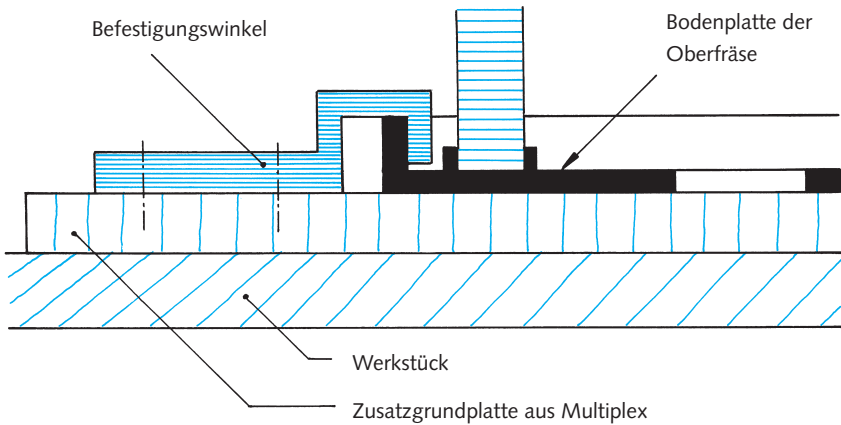 Befestigungswinkel
Bodenplatte der
Oberfräse
Werkstück
Zusatzgrundplatte aus Multiplex